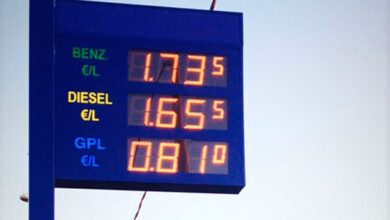 BENZ. 1.735
€/L
DIESEL 1.655
€/L
GPL 0.810
€/L